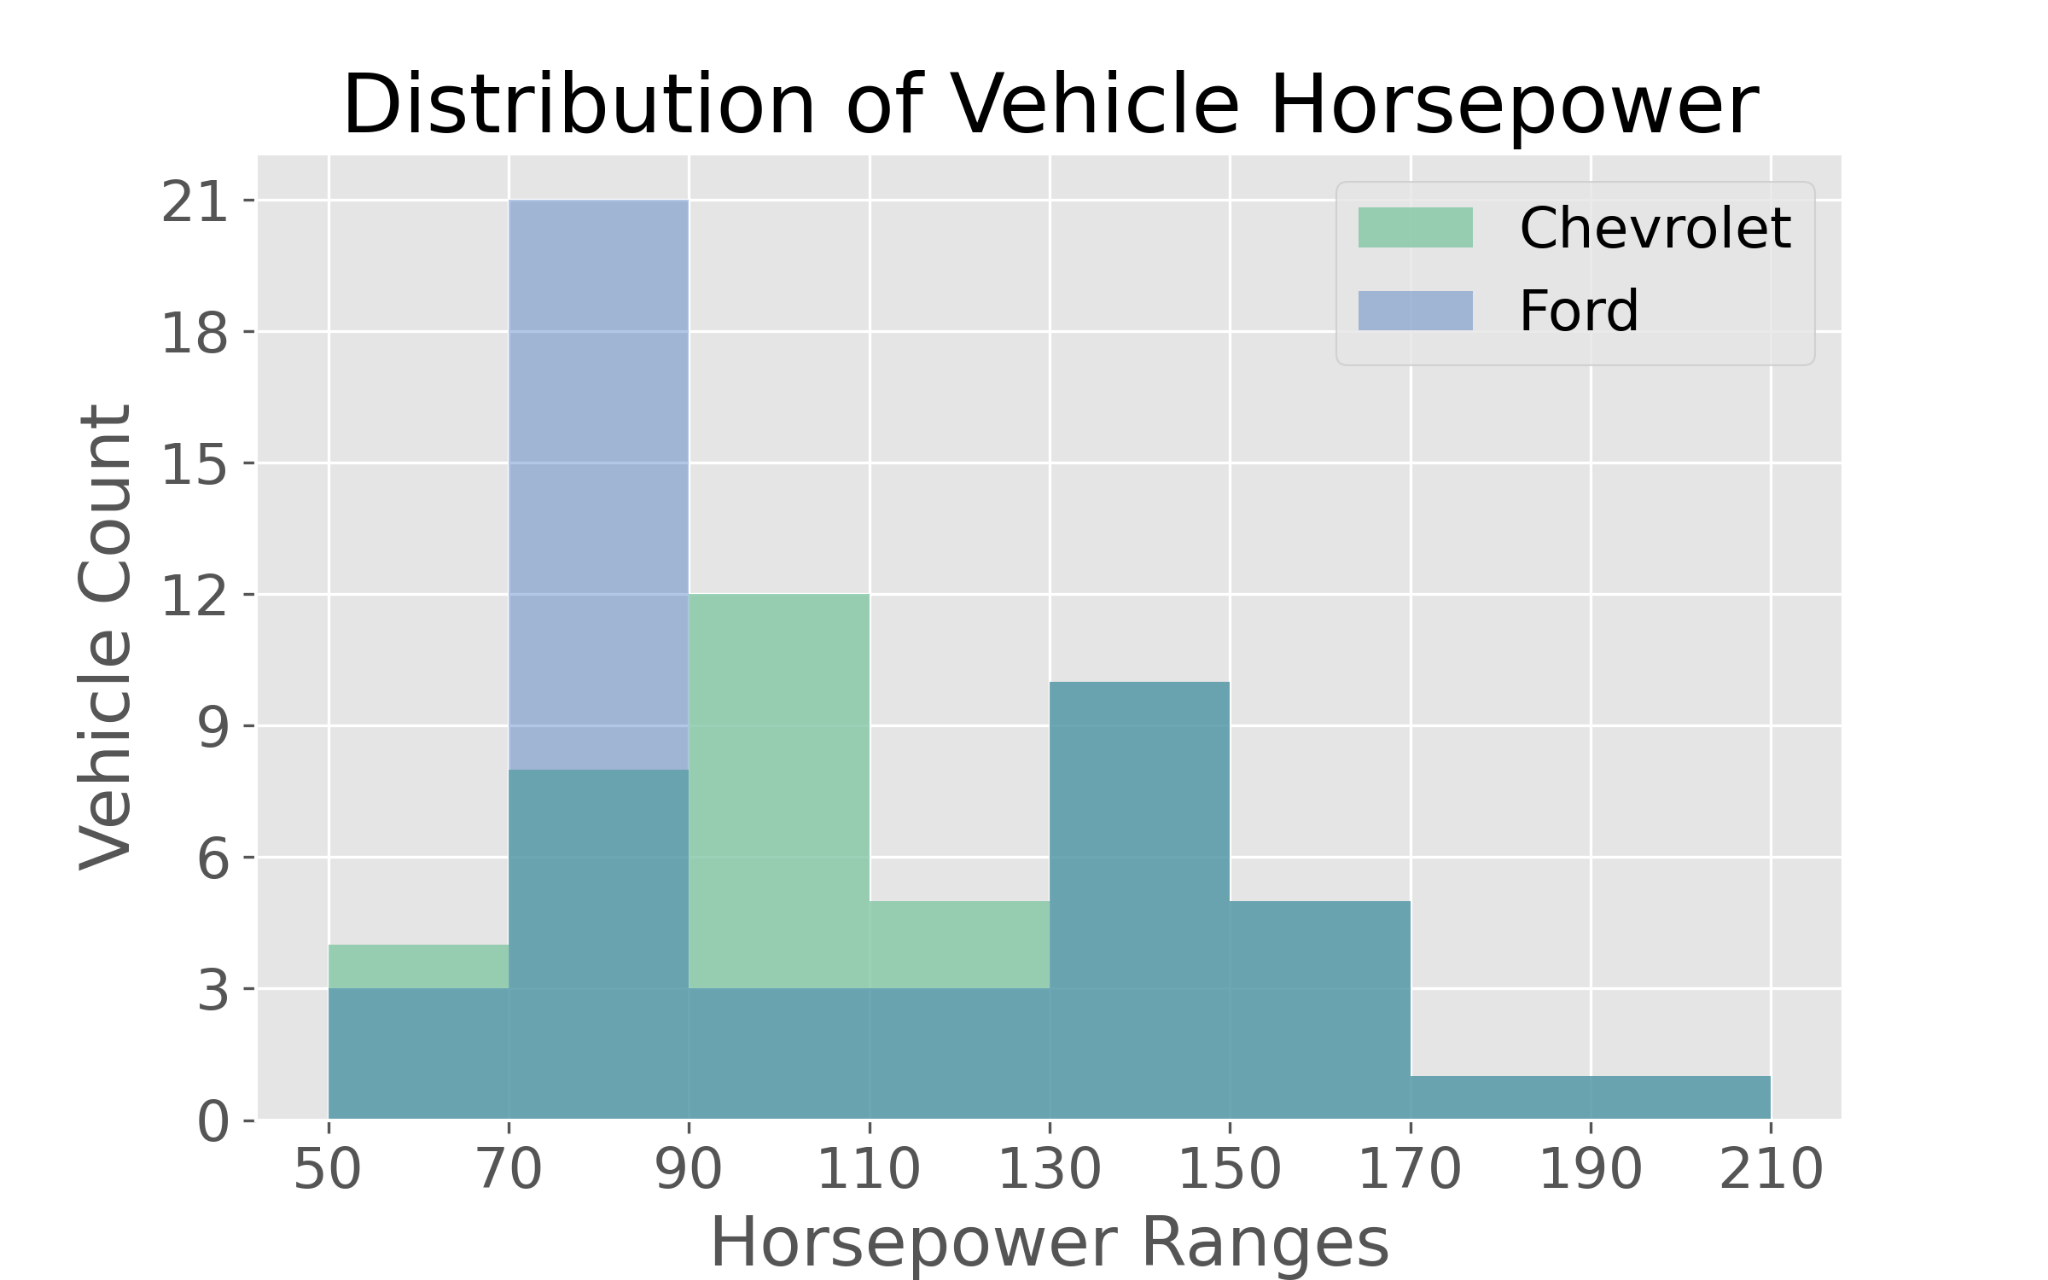 Distribution of Vehicle Horsepower
Chevrolet
Ford
Vehicle Count
21
18
15
12
9
6
3
0
50 70 90 110 130 150 170 190 210
Horsepower Ranges